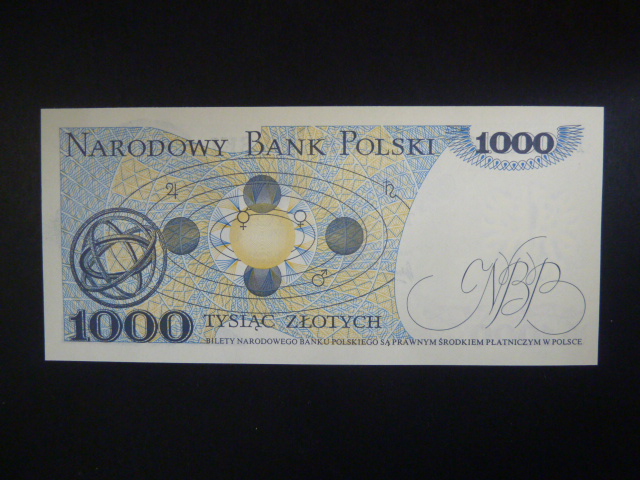 NARODOWY BANK POLSKI 1000
♃ ♄
☿ ♀
♂
NBP
1000 TYSIĄC ZŁOTYCH
BILETY NARODOWEGO BANKU POLSKIEGO SĄ PRAWNYM ŚRODKIEM PŁATNICZYM W POLSCE